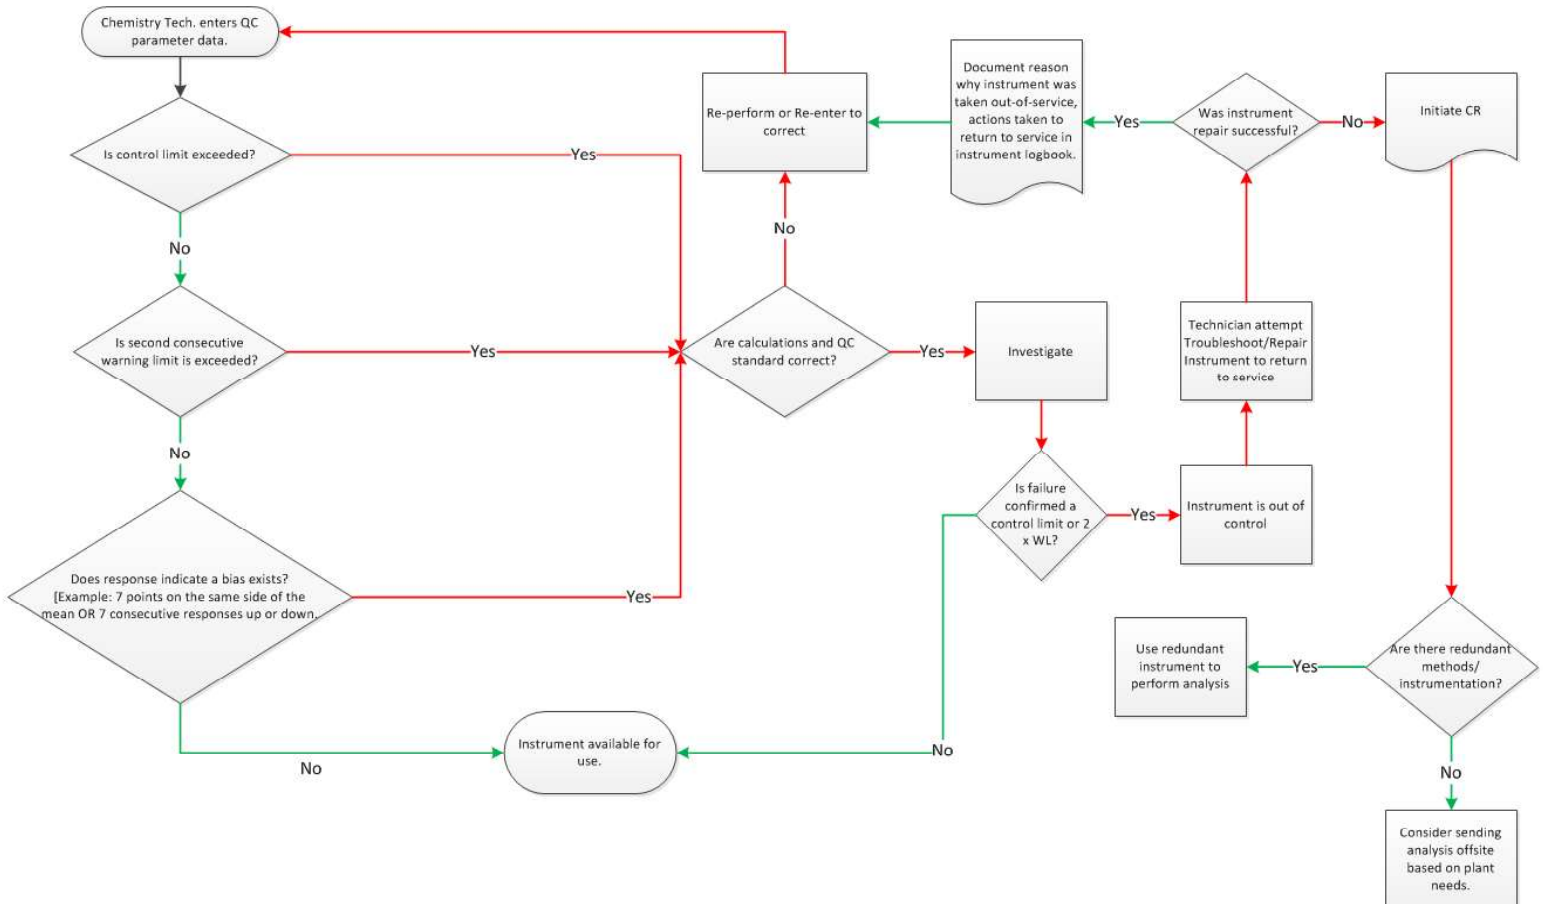 Chemistry Tech. enters QC
parameter data.
Is control limit exceeded?
Yes
No
Is second consecutive
warning limit is exceeded?
Yes
No
Does response indicate a bias exists?
[Example: 7 points on the same side of the
mean OR 7 consecutive responses up or down.
Yes
No
Instrument available for
use.
Re-perform or Re-enter to
correct
No
Are calculations and QC
standard correct?
Yes
Investigate
Is failure
confirmed a
control limit or 2
x WL?
Yes
No
Instrument is out of
control
Technician attempt
Troubleshoot/Repair
Instrument to return
to service
Was instrument
repair successful?
Yes
Document reason
why instrument was
taken out-of-service,
actions taken to
return to service in
instrument logbook.
No
Initiate CR
Are there redundant
methods/
instrumentation?
Yes
Use redundant
instrument to
perform analysis
No
Consider sending
analysis offsite
based on plant
needs.